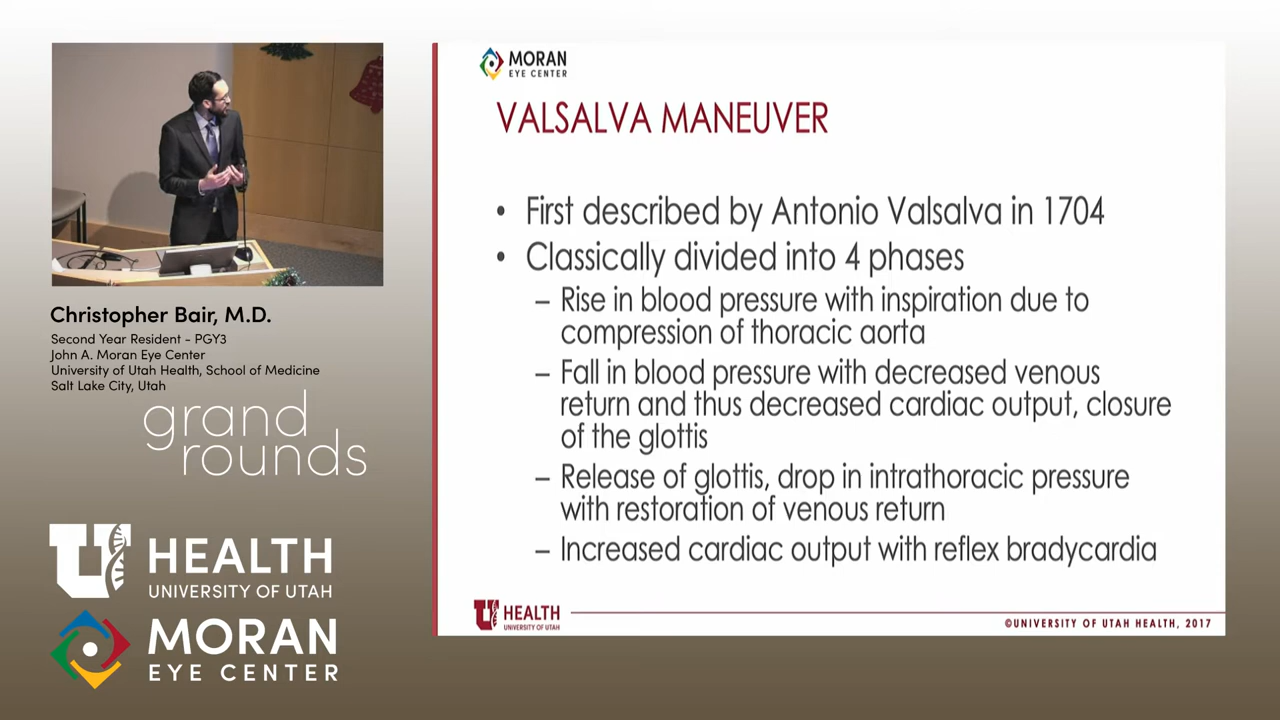 Christopher Bair, M.D.
Second Year Resident - PGY3
John A. Moran Eye Center
University of Utah Health, School of Medicine
Salt Lake City, Utah
grand
rounds
U HEALTH
UNIVERSITY OF UTAH
MORAN
EYE CENTER
MORAN
EYE CENTER
VALSALVA MANEUVER
• First described by Antonio Valsalva in 1704
• Classically divided into 4 phases
– Rise in blood pressure with inspiration due to
compression of thoracic aorta
– Fall in blood pressure with decreased venous
return and thus decreased cardiac output, closure
of the glottis
– Release of glottis, drop in intrathoracic pressure
with restoration of venous return
– Increased cardiac output with reflex bradycardia
U HEALTH
UNIVERSITY OF UTAH
©UNIVERSITY OF UTAH HEALTH, 2017